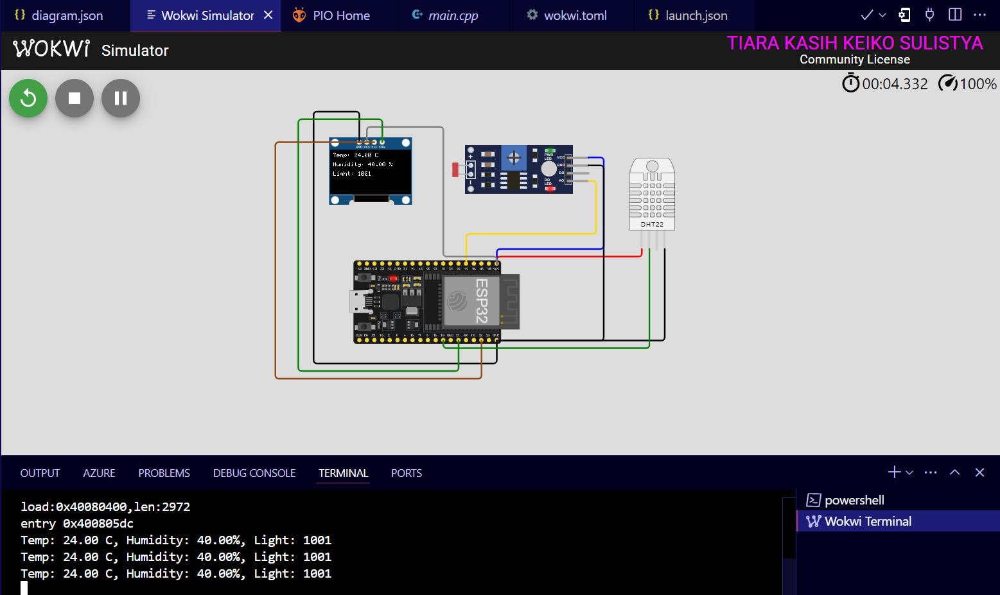 {} diagram.json
Wokwi Simulator
PIO Home
main.cpp
wokwi.toml
{} launch.json
WOKWi Simulator
TIARA KASIH KEIKO SULISTYA
Community License
00:04.332 100%
GND VCC SCL SDA
Temp: 24.00 C
Humidity: 40.00 %
Light: 1001
PWR
LED
DO
LED
VCC
GND
DO
AO
DHT22
ESP32
OUTPUT
AZURE
PROBLEMS
DEBUG CONSOLE
TERMINAL
PORTS
load:0x40080400,len:2972
entry 0x400805dc
Temp: 24.00 C, Humidity: 40.00%, Light: 1001
Temp: 24.00 C, Humidity: 40.00%, Light: 1001
Temp: 24.00 C, Humidity: 40.00%, Light: 1001
powershell
Wokwi Terminal